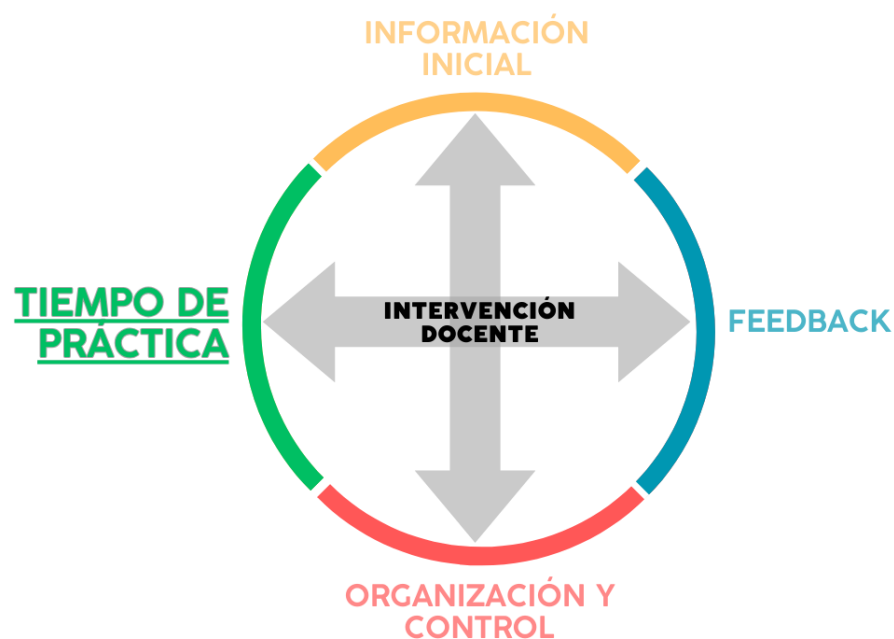 INFORMACIÓN
INICIAL
TIEMPO DE
PRÁCTICA
INTERVENCIÓN
DOCENTE
FEEDBACK
ORGANIZACIÓN Y
CONTROL